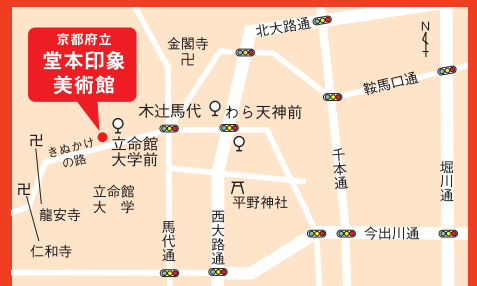 京都府立
堂本印象
美術館
金閣寺
卍
北大路通
N
鞍馬口通
木辻馬代
わら天神前
立命館
大学前
卍
きぬかけ
の路
千本通
堀川通
卍
立命館
大 学
平野神社
龍安寺
馬代通
西大路通
今出川通
仁和寺